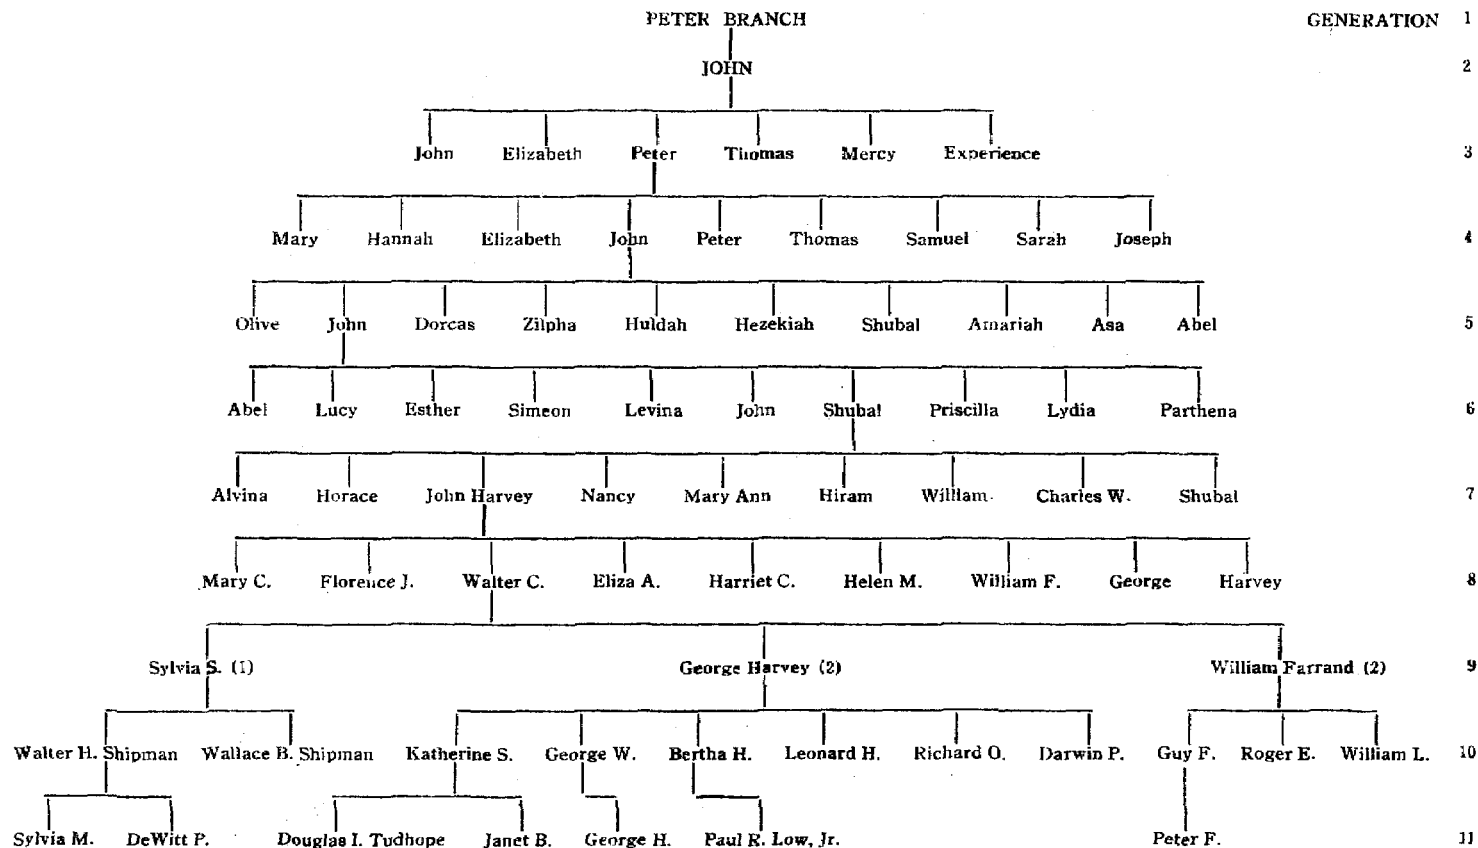 PETER BRANCH GENERATION 1
JOHN 2
John Elizabeth Peter Thomas Mercy Experience 3
Mary Hannah Elizabeth John Peter Thomas Samuel Sarah Joseph 4
Olive John Dorcas Zilpha Huldah Hezekiah Shubal Amariah Asa Abel 5
Abel Lucy Esther Simeon Levina John Shubal Priscilla Lydia Parthena 6
Alvina Horace John Harvey Nancy Mary Ann Hiram William Charles W. Shubal 7
Mary C. Florence J. Walter C. Eliza A. Harriet C. Helen M. William F. George Harvey 8
Sylvia S. (1) George Harvey (2) William Farrand (2) 9
Walter H. Shipman Wallace B. Shipman Katherine S. George W. Bertha H. Leonard H. Richard O. Darwin P. Guy F. Roger E. William L. 10
Sylvia M. DeWitt P. Douglas I. Tudhope Janet B. George H. Paul R. Low, Jr. Peter F. 11